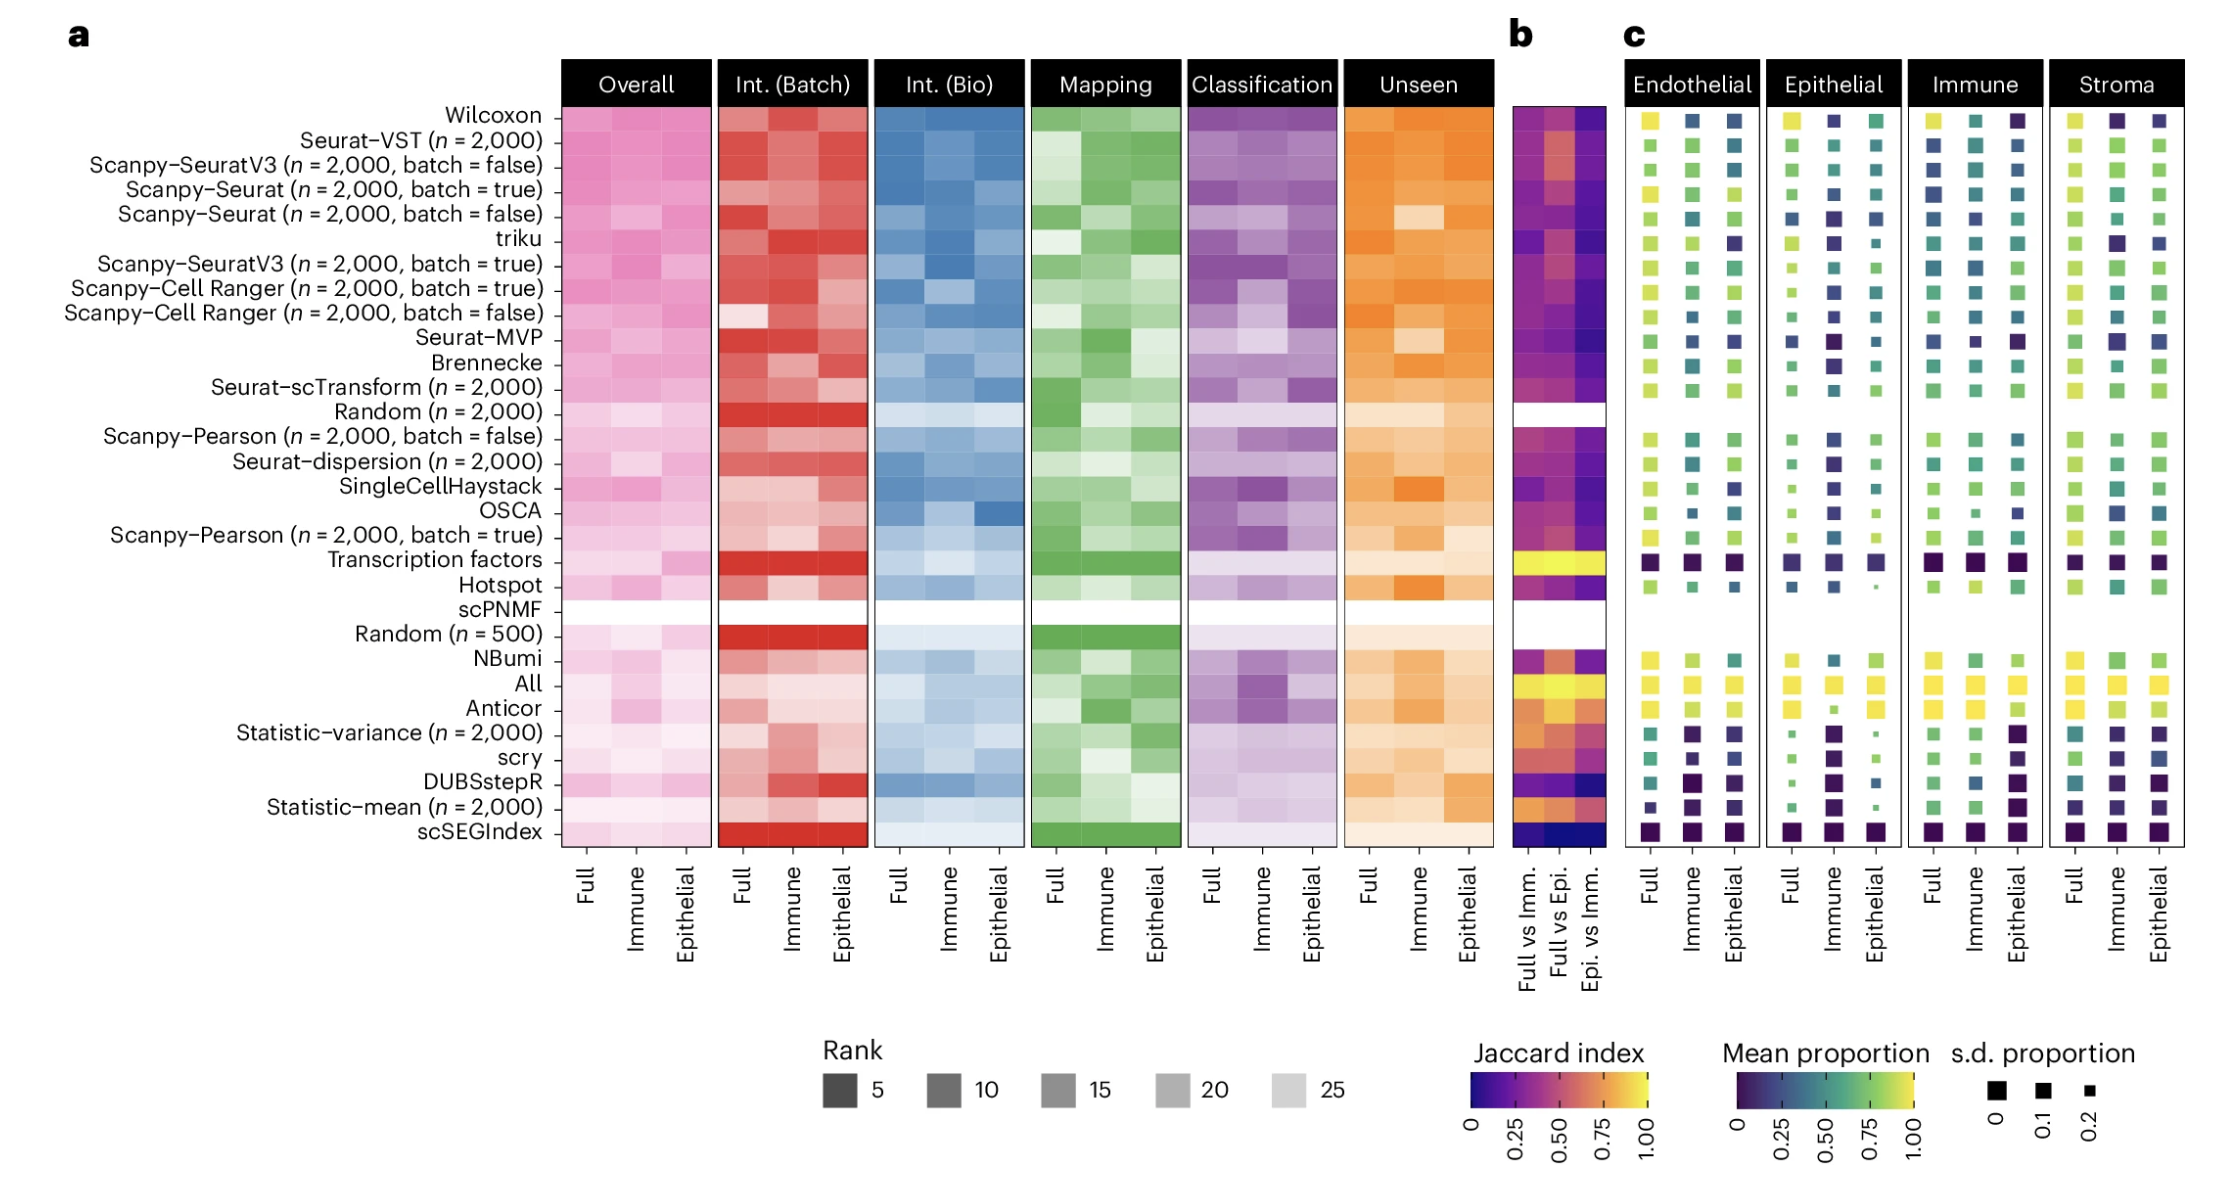 a
b
c
Overall
Int. (Batch)
Int. (Bio)
Mapping
Classification
Unseen
Endothelial
Epithelial
Immune
Stroma
Wilcoxon
Seurat–VST (n = 2,000)
Scanpy–SeuratV3 (n = 2,000, batch = false)
Scanpy–Seurat (n = 2,000, batch = true)
Scanpy–Seurat (n = 2,000, batch = false)
triku
Scanpy–SeuratV3 (n = 2,000, batch = true)
Scanpy–Cell Ranger (n = 2,000, batch = true)
Scanpy–Cell Ranger (n = 2,000, batch = false)
Seurat–MVP
Brennecke
Seurat–scTransform (n = 2,000)
Random (n = 2,000)
Scanpy–Pearson (n = 2,000, batch = false)
Seurat–dispersion (n = 2,000)
SingleCellHaystack
OSCA
Scanpy–Pearson (n = 2,000, batch = true)
Transcription factors
Hotspot
scPNMF
Random (n = 500)
NBumi
All
Anticor
Statistic–variance (n = 2,000)
scry
DUBSstepR
Statistic–mean (n = 2,000)
scSEGIndex
Full
Immune
Epithelial
Full
Immune
Epithelial
Full
Immune
Epithelial
Full
Immune
Epithelial
Full
Immune
Epithelial
Full
Immune
Epithelial
Full vs Imm.
Full vs Epi.
Epi. vs Imm.
Full
Immune
Epithelial
Full
Immune
Epithelial
Full
Immune
Epithelial
Full
Immune
Epithelial
Rank
5
10
15
20
25
Jaccard index
0
0.25
0.50
0.75
1.00
Mean proportion
0
0.25
0.50
0.75
1.00
s.d. proportion
0
0.1
0.2